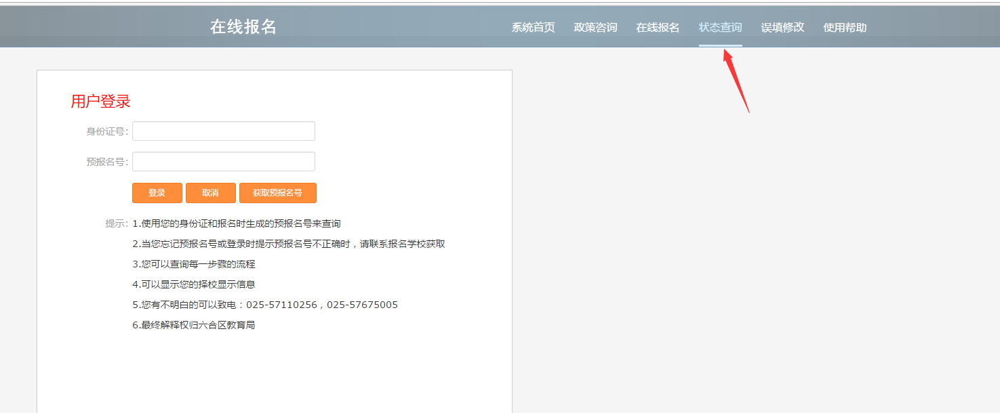 在线报名 系统首页 政策咨询 在线报名 状态查询 误填修改 使用帮助
用户登录
身份证号：
预报名号：
登录 取消 获取预报名号
提示： 1.使用您的身份证和报名时生成的预报名号来查询
2.当您忘记预报名号或登录时提示预报名号不正确时，请联系报名学校获取
3.您可以查询每一步骤的流程
4.可以显示您的择校显示信息
5.您有不明白的可以致电：025-57110256，025-57675005
6.最终解释权归六合区教育局